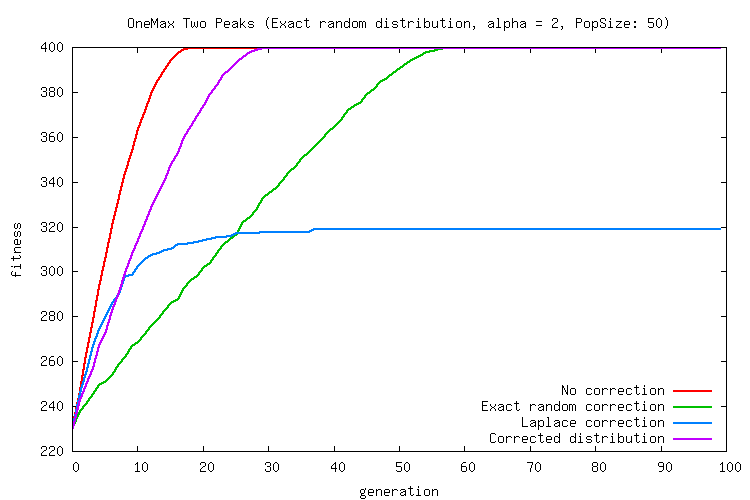 OneMax Two Peaks (Exact random distribution, alpha = 2, PopSize: 50)
400
380
360
340
320
300
280
260
240
220
fitness
0 10 20 30 40 50 60 70 80 90 100
generation
No correction
Exact random correction
Laplace correction
Corrected distribution